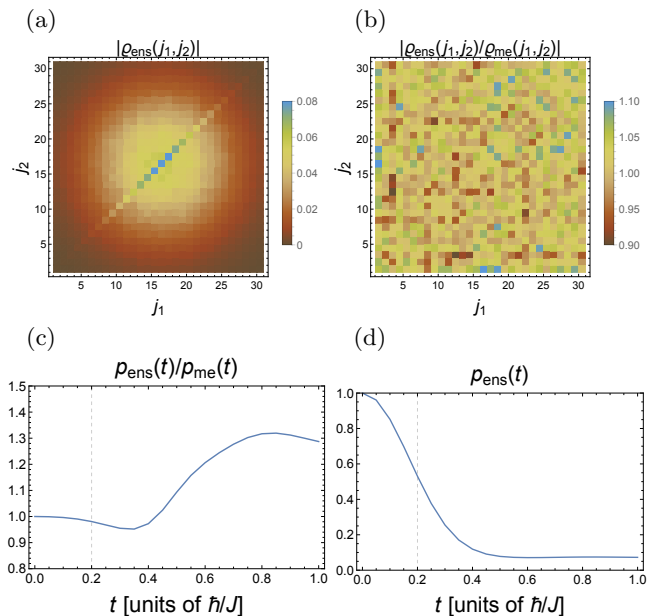 (a)
(b)
|ϱens(j1,j2)|
|ϱens(j1,j2)/ϱme(j1,j2)|
30
25
20
15
10
5
j2
5 10 15 20 25 30
j1
0.08
0.06
0.04
0.02
0
30
25
20
15
10
5
j2
5 10 15 20 25 30
j1
1.10
1.05
1.00
0.95
0.90
(c)
(d)
pens(t)/pme(t)
1.5
1.4
1.3
1.2
1.1
1.0
0.9
0.8
0.0 0.2 0.4 0.6 0.8 1.0
t [units of ħ/J]
pens(t)
1.0
0.8
0.6
0.4
0.2
0.0
0.0 0.2 0.4 0.6 0.8 1.0
t [units of ħ/J]